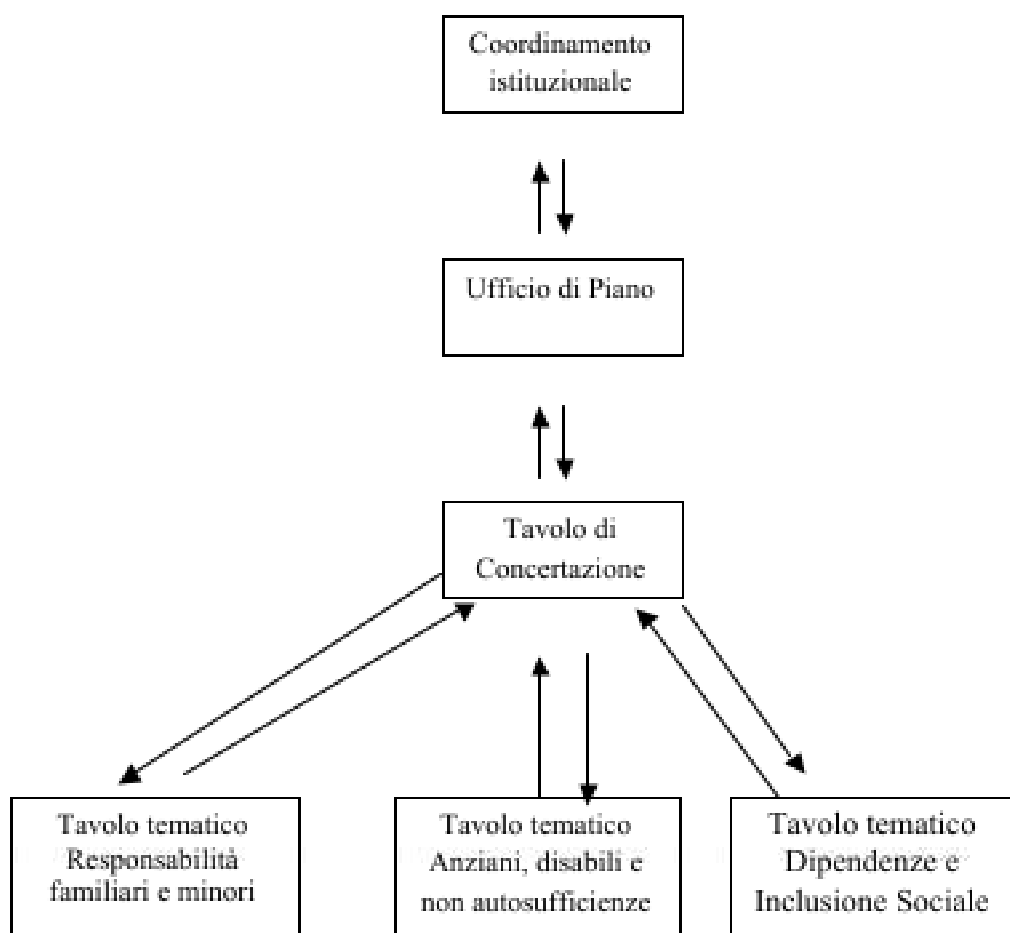 Coordinamento
istituzionale
Ufficio di Piano
Tavolo di
Concertazione
Tavolo tematico
Responsabilità
familiari e minori
Tavolo tematico
Anziani, disabili e
non autosufficienze
Tavolo tematico
Dipendenze e
Inclusione Sociale